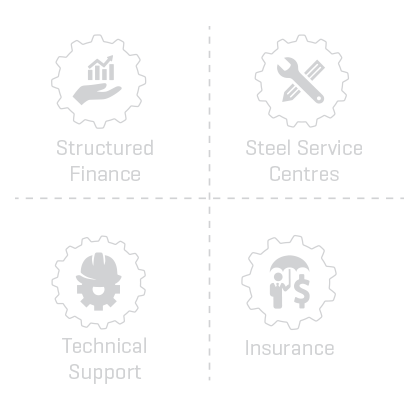 Structured
Finance
Steel Service
Centres
Technical
Support
Insurance